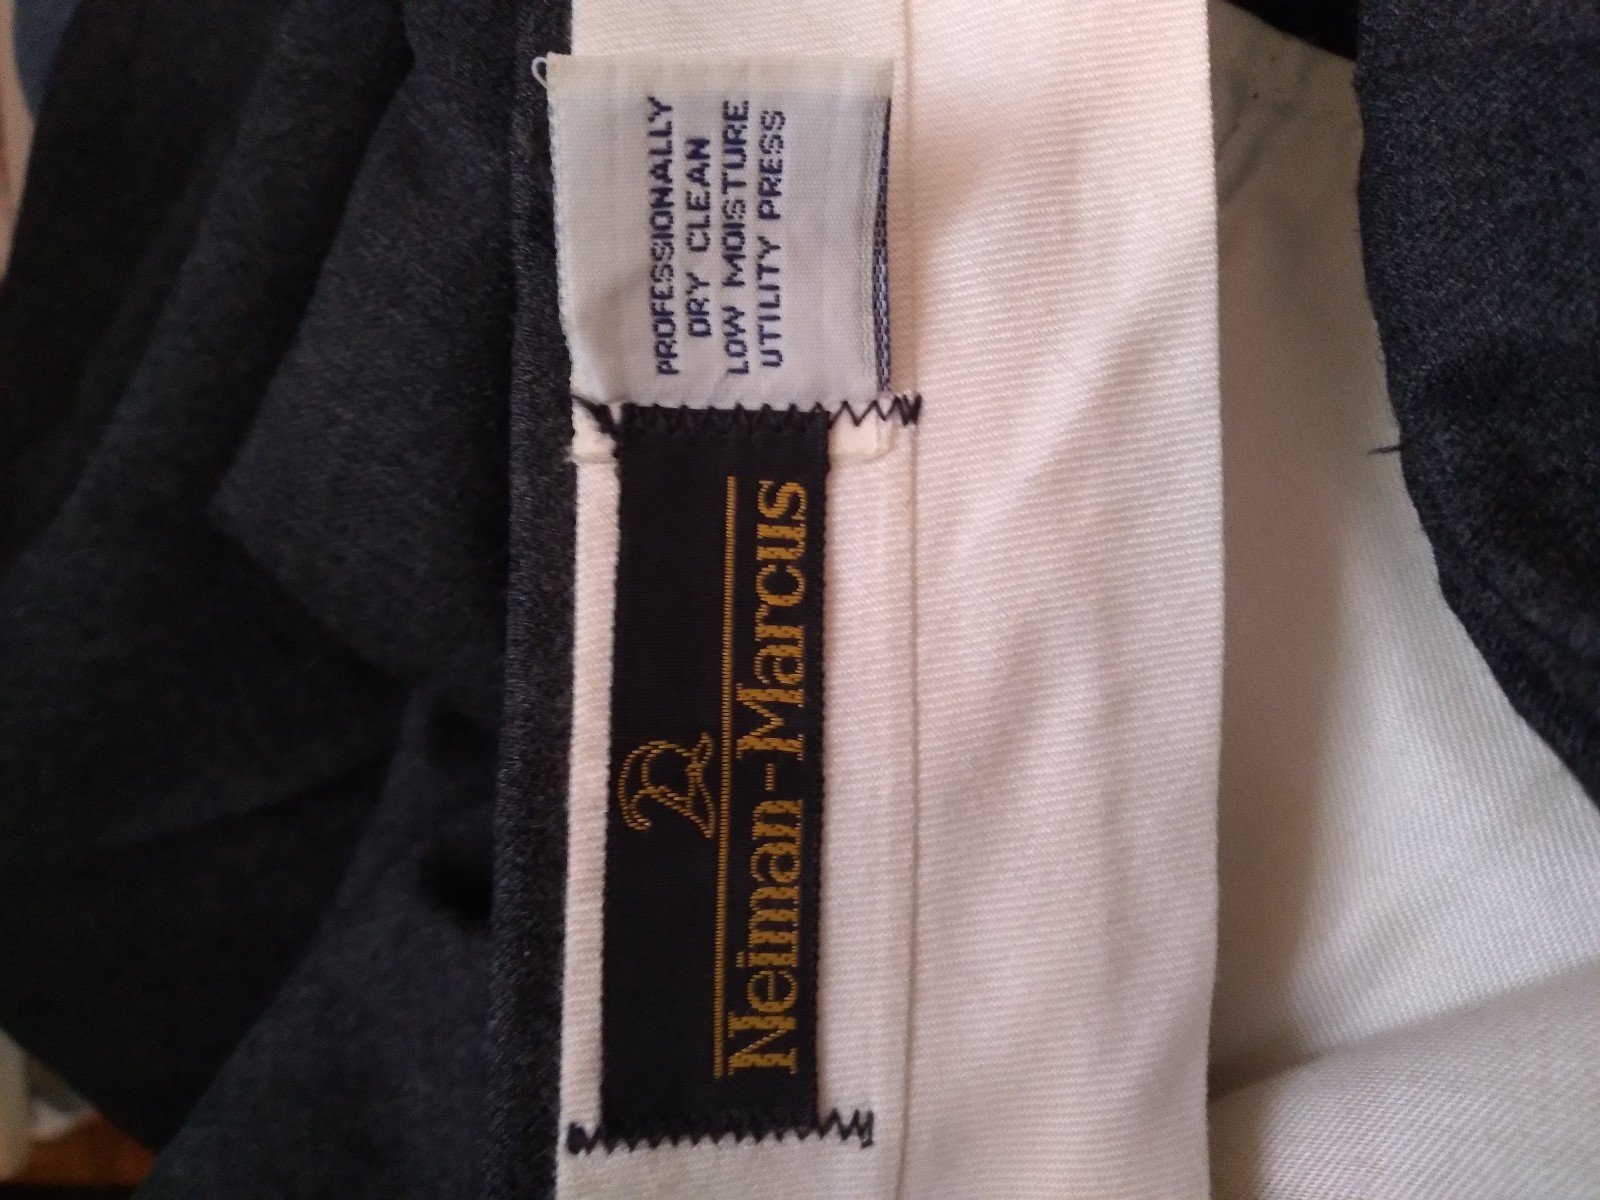 PROFESSIONALLY
DRY CLEAN
LOW MOISTURE
UTILITY PRESS
Neiman-Marcus